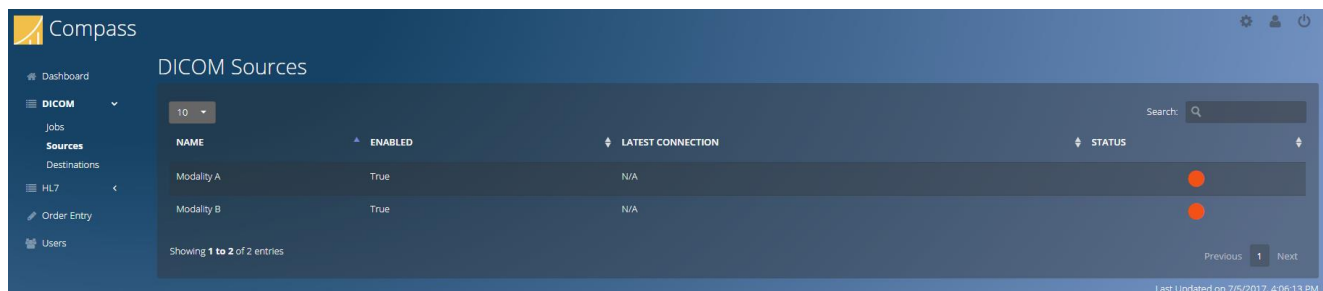 Compass
Dashboard
DICOM
Jobs
Sources
Destinations
HL7
Order Entry
Users
DICOM Sources
10
Search:
NAME ENABLED LATEST CONNECTION STATUS
Modality A True N/A
Modality B True N/A
Showing 1 to 2 of 2 entries
Previous 1 Next
Last Updated on 7/5/2017, 4:06:13 PM